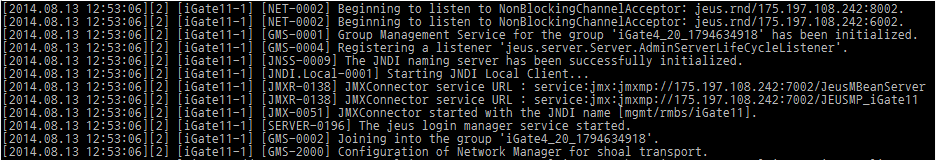 [2014.08.13 12:53:06][2] [iGate11-1] [NET-0002] Beginning to listen to NonBlockingChannelAcceptor: jeus.rnd/175.197.108.242:8002.
[2014.08.13 12:53:06][2] [iGate11-1] [NET-0002] Beginning to listen to NonBlockingChannelAcceptor: jeus.rnd/175.197.108.242:6002.
[2014.08.13 12:53:06][2] [iGate11-1] [GMS-0001] Group Management Service for the group 'iGate4_20_1794634918' has been initialized.
[2014.08.13 12:53:06][2] [iGate11-1] [GMS-0004] Registering a listener 'jeus.server.Server.AdminServerLifeCycleListener'.
[2014.08.13 12:53:06][2] [iGate11-1] [JNSS-0009] The JNDI naming server has been successfully initialized.
[2014.08.13 12:53:06][2] [iGate11-1] [JNDI.Local-0001] Starting JNDI Local Client...
[2014.08.13 12:53:06][2] [iGate11-1] [JMXR-0138] JMXConnector service URL : service:jmx:jmxmp://175.197.108.242:7002/JeusMBeanServer
[2014.08.13 12:53:06][2] [iGate11-1] [JMXR-0138] JMXConnector service URL : service:jmx:jmxmp://175.197.108.242:7002/JEUSMP_iGate11
[2014.08.13 12:53:06][2] [iGate11-1] [JMX-0051] JMXConnector started with the JNDI name [mgmt/rmbs/iGate11].
[2014.08.13 12:53:06][2] [iGate11-1] [SERVER-0196] The jeus login manager service started.
[2014.08.13 12:53:06][2] [iGate11-1] [GMS-0002] Joining into the group 'iGate4_20_1794634918'.
[2014.08.13 12:53:06][2] [iGate11-1] [GMS-2000] Configuration of Network Manager for shoal transport.